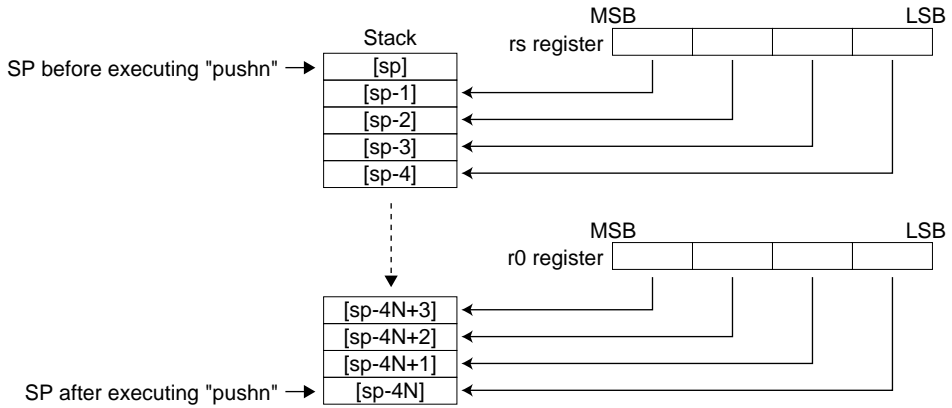 MSB LSB
Stack
rs register
SP before executing "pushn"
[sp]
[sp-1]
[sp-2]
[sp-3]
[sp-4]
MSB LSB
r0 register
[sp-4N+3]
[sp-4N+2]
[sp-4N+1]
SP after executing "pushn"
[sp-4N]